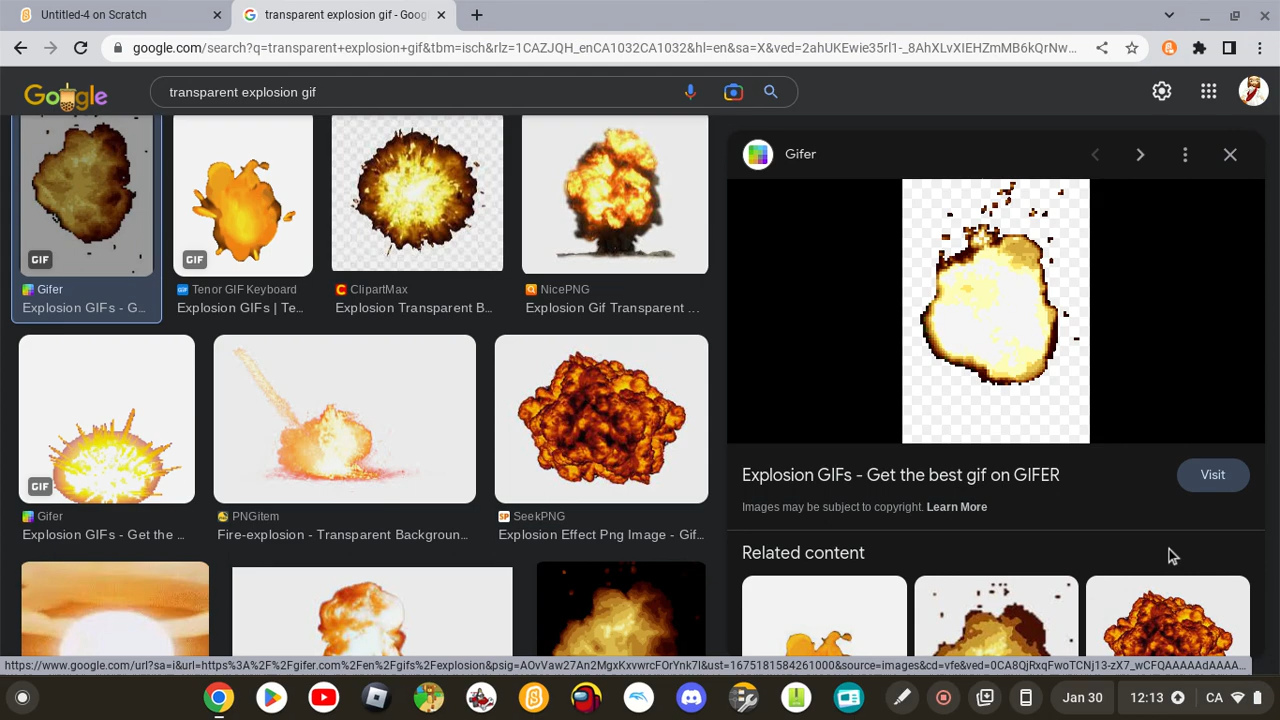 Untitled-4 on Scratch
transparent explosion gif - Goog
google.com/search?q=transparent+explosion+gif&tbm=isch&rlz=1CAZJQH_enCA1032CA1032&hl=en&sa=X&ved=2ahUKEwie35rl1-_8AhXLvXIEHZmMB6kQrNw...
Google
transparent explosion gif
GIF
GIF
Gifer
Explosion GIFs - G...
Tenor GIF Keyboard
Explosion GIFs | Te...
ClipartMax
Explosion Transparent B...
NicePNG
Explosion Gif Transparent ...
GIF
Gifer
Explosion GIFs - Get the ...
PNGitem
Fire-explosion - Transparent Backgroun...
SeekPNG
Explosion Effect Png Image - Gif...
Gifer
Explosion GIFs - Get the best gif on GIFER
Visit
Images may be subject to copyright. Learn More
Related content
https://www.google.com/url?sa=i&url=https%3A%2F%2Fgifer.com%2Fen%2Fgifs%2Fexplosion&psig=AOvVaw27An2MgxKxvwrcFOrYnk7I&ust=1675181584261000&source=images&cd=vfe&ved=0CA8QjRxqFwoTCNj13-zX7_wCFQAAAAAdAAAA...
Jan 30
12:13
CA